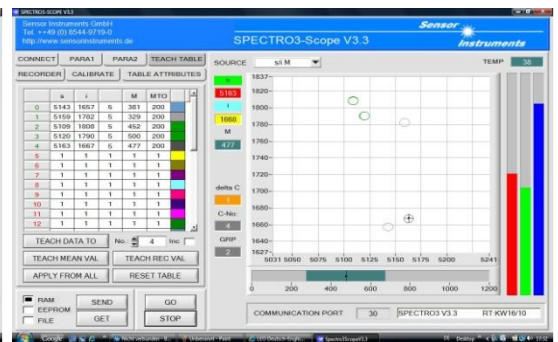 SPECTRO3-SCOPE V3.3
Sensor Instruments GmbH
Tel. ++49 (0) 8544-9719-0
http://www.sensorinstruments.de
SPECTRO3-Scope V3.3
Sensor
Instruments
CONNECT PARA1 PARA2 TEACH TABLE
RECORDER CALIBRATE TABLE ATTRIBUTES
SOURCE s/i M TEMP 38
s i M MTO
0 5143 1657 5 381 200
1 5159 1782 5 329 200
2 5109 1808 5 452 200
3 5120 1790 5 500 200
4 5163 1667 5 477 200
5 1 1 1 1 1
6 1 1 1 1 1
7 1 1 1 1 1
8 1 1 1 1 1
9 1 1 1 1 1
10 1 1 1 1 1
11 1 1 1 1 1
12 1 1 1 1 1
s
5163
i
1668
M
477
delta C
1
C-No:
4
GRP
2
1837-
1820-
1800-
1780-
1760-
1740-
1720-
1700-
1680-
1660-
1640-
1627-
5031 5050 5075 5100 5125 5150 5175 5200 5241
TEACH DATA TO No.: 4 Inc
TEACH MEAN VAL TEACH REC VAL
APPLY FROM ALL RESET TABLE
0 200 400 600 800 1000 1200
RAM
EEPROM
FILE
SEND GO
GET STOP
COMMUNICATION PORT 30 SPECTRO3 V3.3 RT KW16/10
Google
Desktop